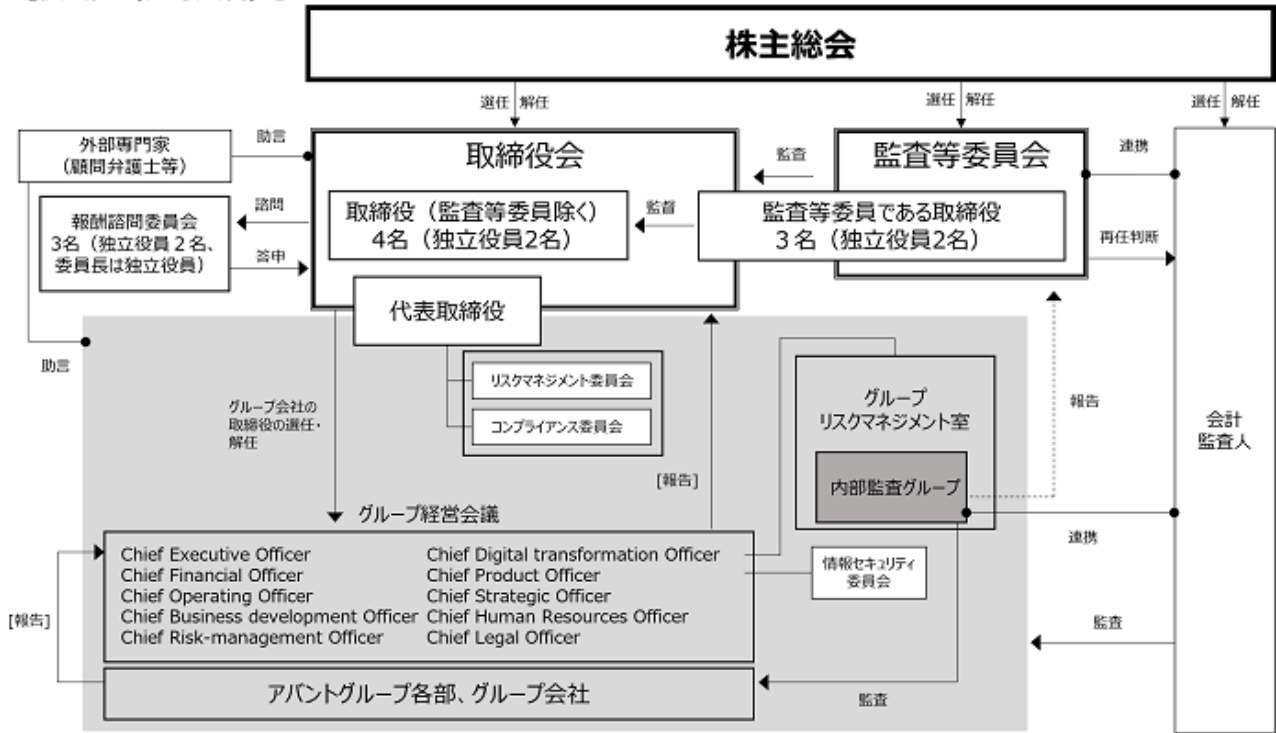 株主総会
選任 解任
選任 解任
選任 解任
外部専門家
(顧問弁護士等)
助言
取締役会
監査
監査等委員会
連携
報酬諮問委員会
3名(独立役員2名、
委員長は独立役員)
諮問
答申
取締役(監査等委員除く)
4名(独立役員2名)
監督
監査等委員である取締役
3名(独立役員2名)
再任判断
代表取締役
助言
リスクマネジメント委員会
コンプライアンス委員会
グループ会社の
取締役の選任・
解任
グループ
リスクマネジメント室
内部監査グループ
報告
会計
監査人
[報告]
グループ経営会議
連携
Chief Executive Officer
Chief Financial Officer
Chief Operating Officer
Chief Business development Officer
Chief Risk-management Officer
Chief Digital transformation Officer
Chief Product Officer
Chief Strategic Officer
Chief Human Resources Officer
Chief Legal Officer
情報セキュリティ
委員会
[報告]
監査
アバントグループ各部、グループ会社
監査